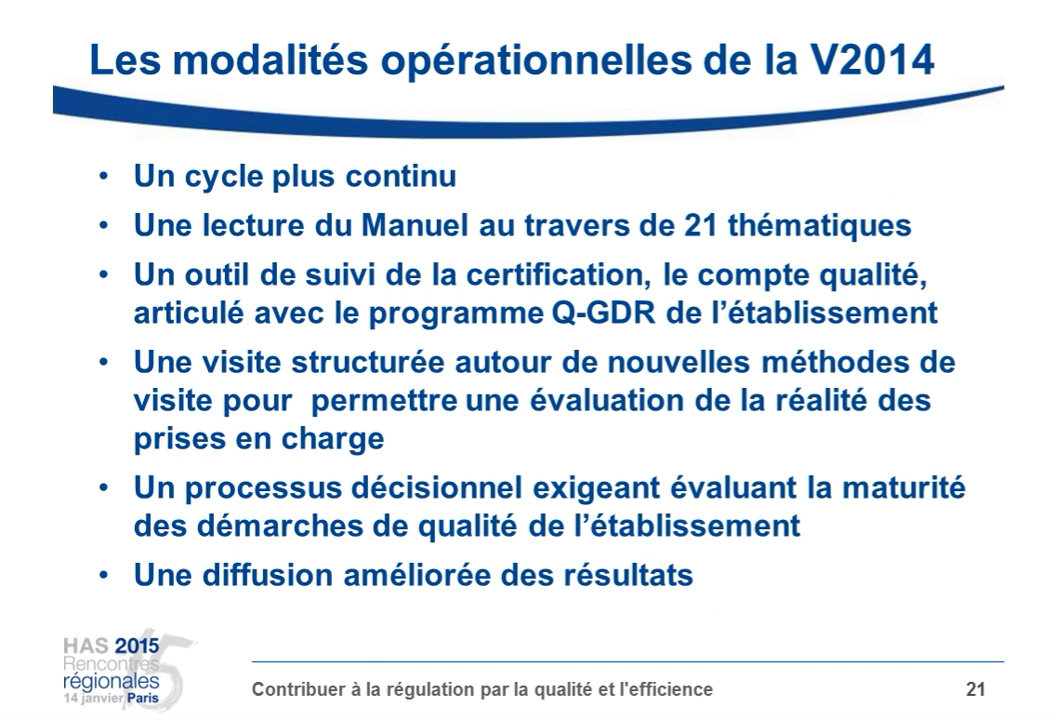 Les modalités opérationnelles de la V2014
• Un cycle plus continu
• Une lecture du Manuel au travers de 21 thématiques
• Un outil de suivi de la certification, le compte qualité,
articulé avec le programme Q-GDR de l’établissement
• Une visite structurée autour de nouvelles méthodes de
visite pour permettre une évaluation de la réalité des
prises en charge
• Un processus décisionnel exigeant évaluant la maturité
des démarches de qualité de l’établissement
• Une diffusion améliorée des résultats
HAS 2015
Rencontres
régionales
14 janvier Paris
15
Contribuer à la régulation par la qualité et l'efficience
21